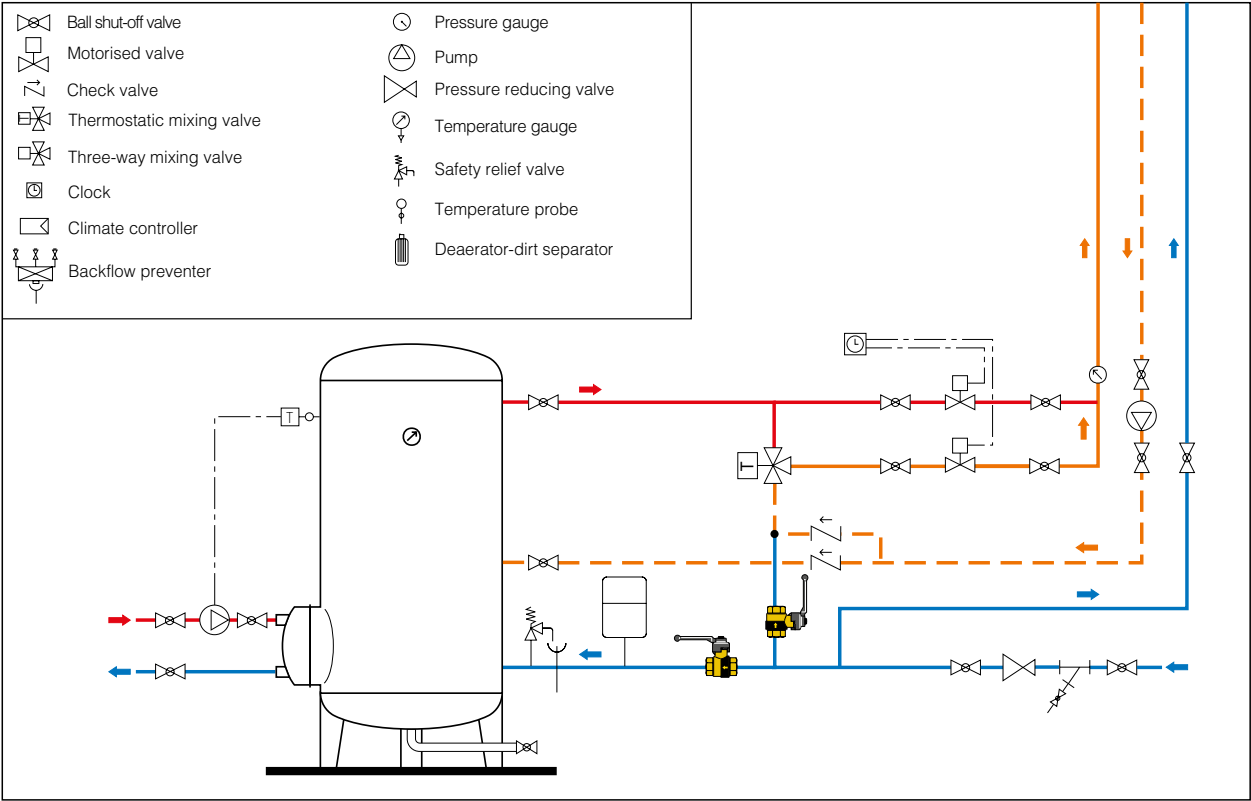 Ball shut-off valve
Motorised valve
Check valve
Thermostatic mixing valve
Three-way mixing valve
Clock
Climate controller
Backflow preventer
Pressure gauge
Pump
Pressure reducing valve
Temperature gauge
Safety relief valve
Temperature probe
Deaerator-dirt separator
T
T